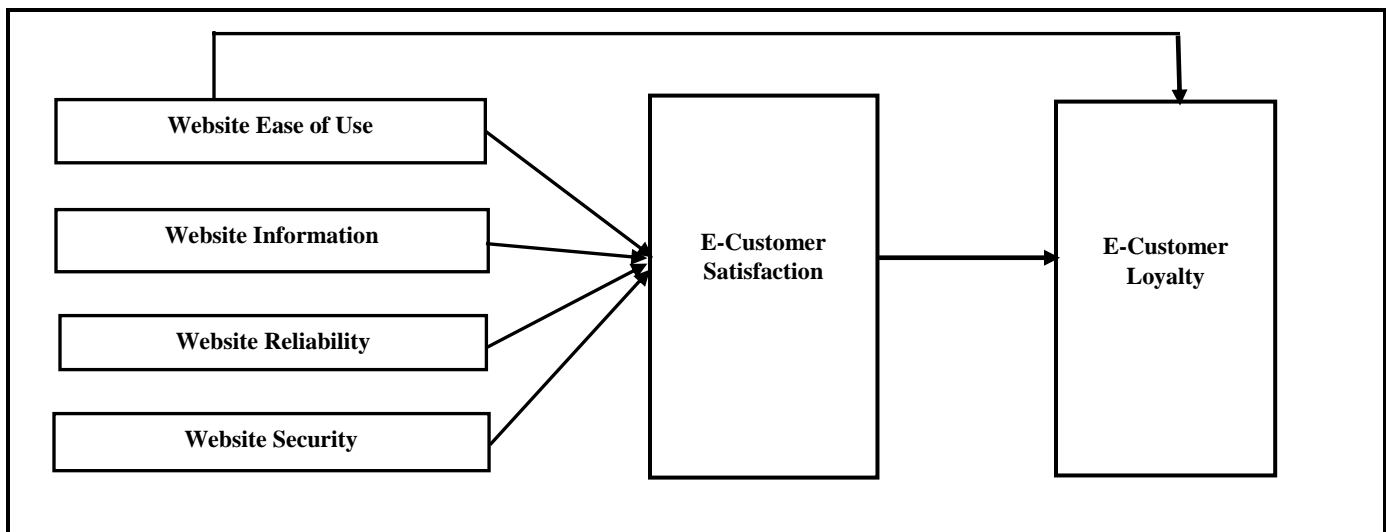 Website Ease of Use
Website Information
Website Reliability
Website Security
E-Customer
Satisfaction
E-Customer
Loyalty